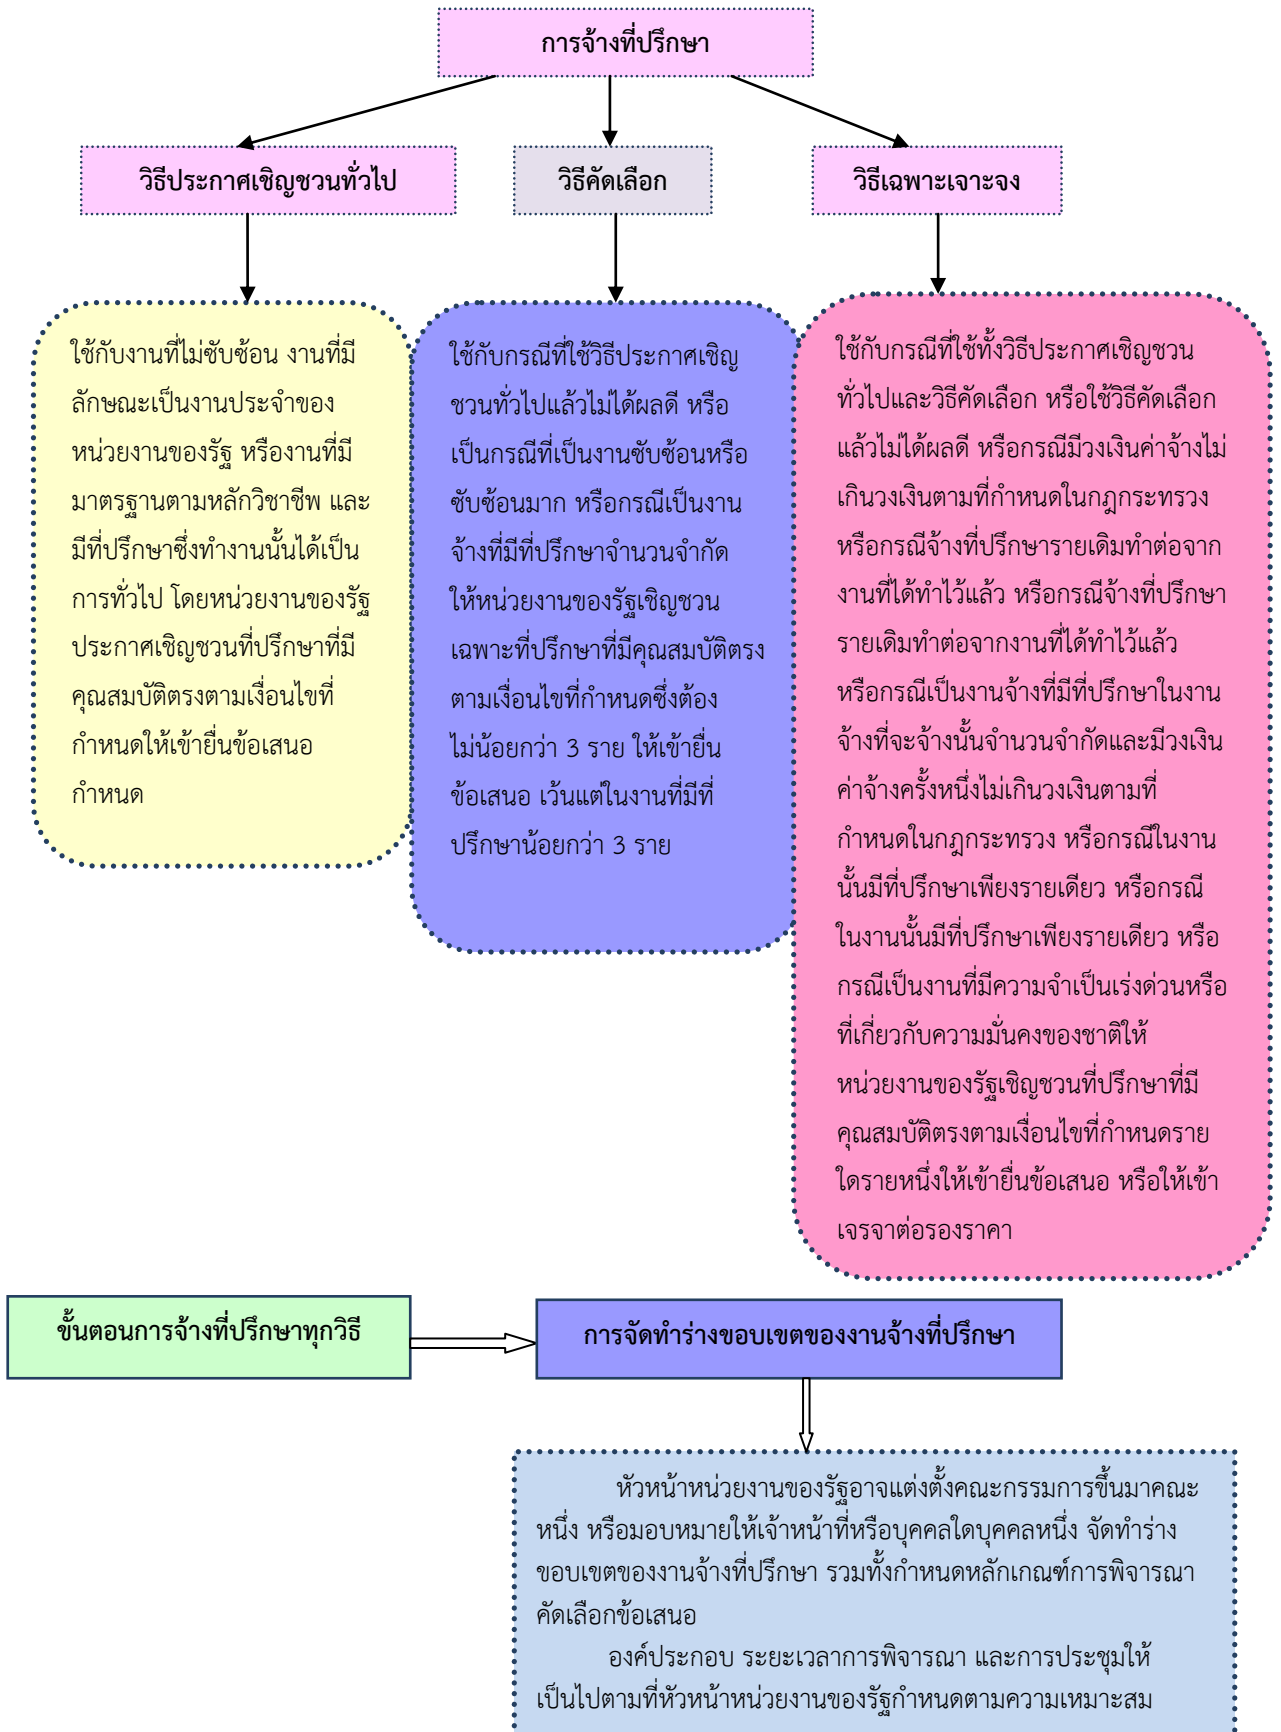 การจ้างที่ปรึกษา
วิธีประกาศเชิญชวนทั่วไป
วิธีคัดเลือก
วิธีเฉพาะเจาะจง
ใช้กับงานที่ไม่ซับซ้อน งานที่มี
ลักษณะเป็นงานประจำของ
หน่วยงานของรัฐ หรืองานที่มี
มาตรฐานตามหลักวิชาชีพ และ
มีที่ปรึกษาซึ่งทำงานนั้นได้เป็น
การทั่วไป โดยหน่วยงานของรัฐ
ประกาศเชิญชวนที่ปรึกษาที่มี
คุณสมบัติตรงตามเงื่อนไขที่
กำหนดให้เข้ายื่นข้อเสนอ
กำหนด
ใช้กับกรณีที่ใช้วิธีประกาศเชิญ
ชวนทั่วไปแล้วไม่ได้ผลดี หรือ
เป็นกรณีที่เป็นงานซับซ้อนหรือ
ซับซ้อนมาก หรือกรณีเป็นงาน
จ้างที่มีที่ปรึกษาจำนวนจำกัด
ให้หน่วยงานของรัฐเชิญชวน
เฉพาะที่ปรึกษาที่มีคุณสมบัติตรง
ตามเงื่อนไขที่กำหนดซึ่งต้อง
ไม่น้อยกว่า 3 ราย ให้เข้ายื่น
ข้อเสนอ เว้นแต่ในงานที่มีที่
ปรึกษาน้อยกว่า 3 ราย
ใช้กับกรณีที่ใช้ทั้งวิธีประกาศเชิญชวน
ทั่วไปและวิธีคัดเลือก หรือใช้วิธีคัดเลือก
แล้วไม่ได้ผลดี หรือกรณีมีวงเงินค่าจ้างไม่
เกินวงเงินตามที่กำหนดในกฎกระทรวง
หรือกรณีจ้างที่ปรึกษารายเดิมทำต่อจาก
งานที่ได้ทำไว้แล้ว หรือกรณีจ้างที่ปรึกษา
รายเดิมทำต่อจากงานที่ได้ทำไว้แล้ว
หรือกรณีเป็นงานจ้างที่มีที่ปรึกษาในงาน
จ้างที่จะจ้างนั้นจำนวนจำกัดและมีวงเงิน
ค่าจ้างครั้งหนึ่งไม่เกินวงเงินตามที่
กำหนดในกฎกระทรวง หรือกรณีในงาน
นั้นมีที่ปรึกษาเพียงรายเดียว หรือกรณี
ในงานนั้นมีที่ปรึกษาเพียงรายเดียว หรือ
กรณีเป็นงานที่มีความจำเป็นเร่งด่วนหรือ
ที่เกี่ยวกับความมั่นคงของชาติให้
หน่วยงานของรัฐเชิญชวนที่ปรึกษาที่มี
คุณสมบัติตรงตามเงื่อนไขที่กำหนดราย
ใดรายหนึ่งให้เข้ายื่นข้อเสนอ หรือให้เข้า
เจรจาต่อรองราคา
ขั้นตอนการจ้างที่ปรึกษาทุกวิธี
การจัดทำร่างขอบเขตของงานจ้างที่ปรึกษา
หัวหน้าหน่วยงานของรัฐอาจแต่งตั้งคณะกรรมการขึ้นมาคณะ
หนึ่ง หรือมอบหมายให้เจ้าหน้าที่หรือบุคคลใดบุคคลหนึ่ง จัดทำร่าง
ขอบเขตของงานจ้างที่ปรึกษา รวมทั้งกำหนดหลักเกณฑ์การพิจารณา
คัดเลือกข้อเสนอ
องค์ประกอบ ระยะเวลาการพิจารณา และการประชุมให้
เป็นไปตามที่หัวหน้าหน่วยงานของรัฐกำหนดตามความเหมาะสม